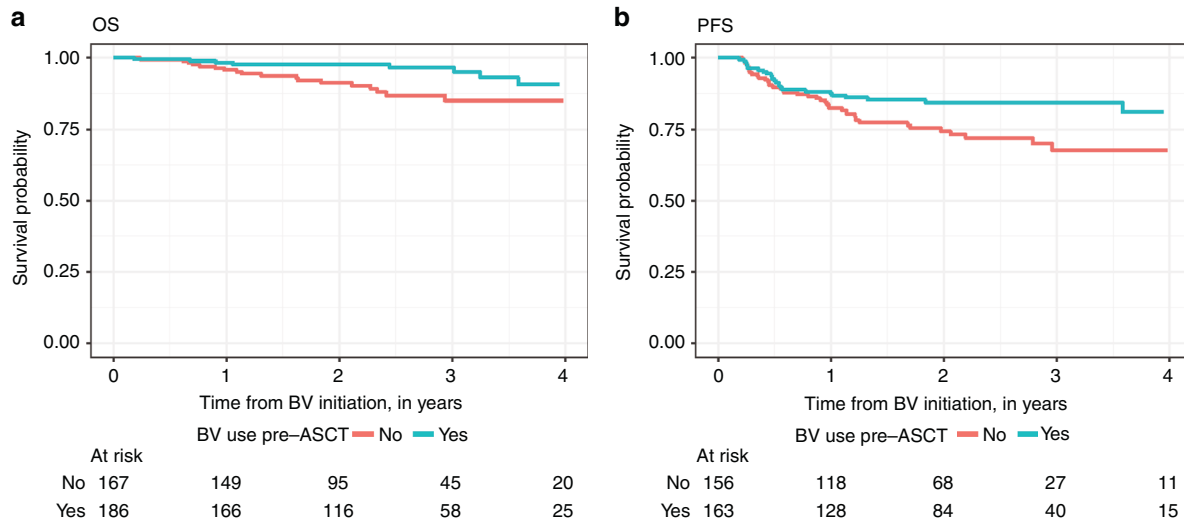 a
OS
Survival probability
1.00
0.75
0.50
0.25
0.00
0 1 2 3 4
Time from BV initiation, in years
BV use pre–ASCT No Yes
At risk
No 167 149 95 45 20
Yes 186 166 116 58 25
b
PFS
Survival probability
1.00
0.75
0.50
0.25
0.00
0 1 2 3 4
Time from BV initiation, in years
BV use pre–ASCT No Yes
At risk
No 156 118 68 27 11
Yes 163 128 84 40 15